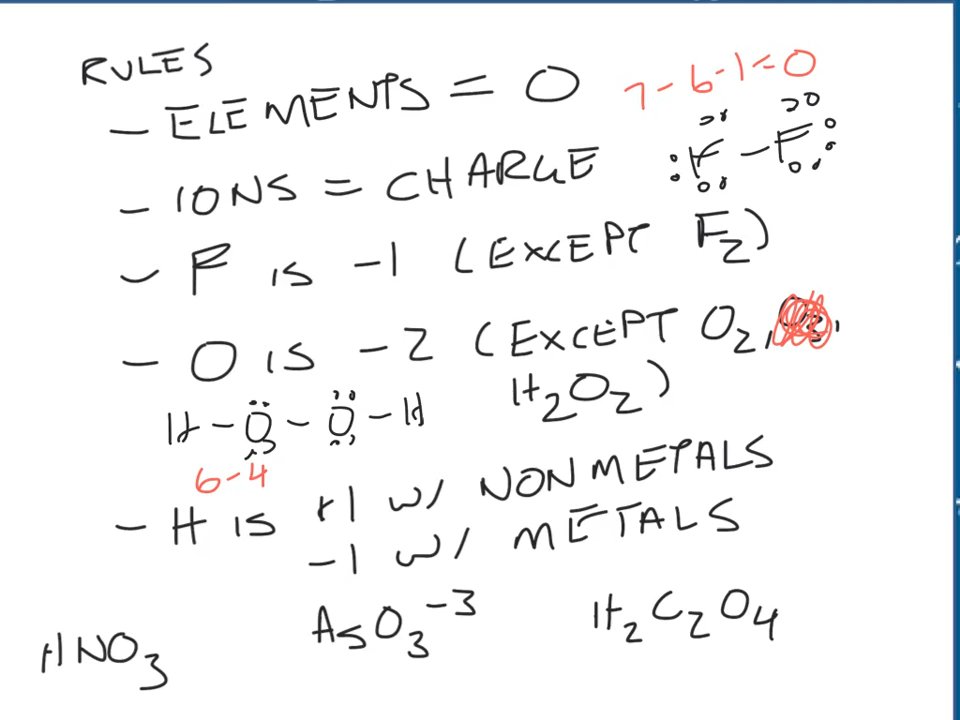 RULES
- ELEMENTS = 0
7-6-1=0
F-F
- IONS = CHARGE
- F is -1 (EXCEPT F2)
- O is -2 (EXCEPT O2,
H2O2)
H-O-O-H
6-4
- H is +1 w/ NONMETALS
-1 w/ METALS
HNO3 AsO3-3 H2C2O4